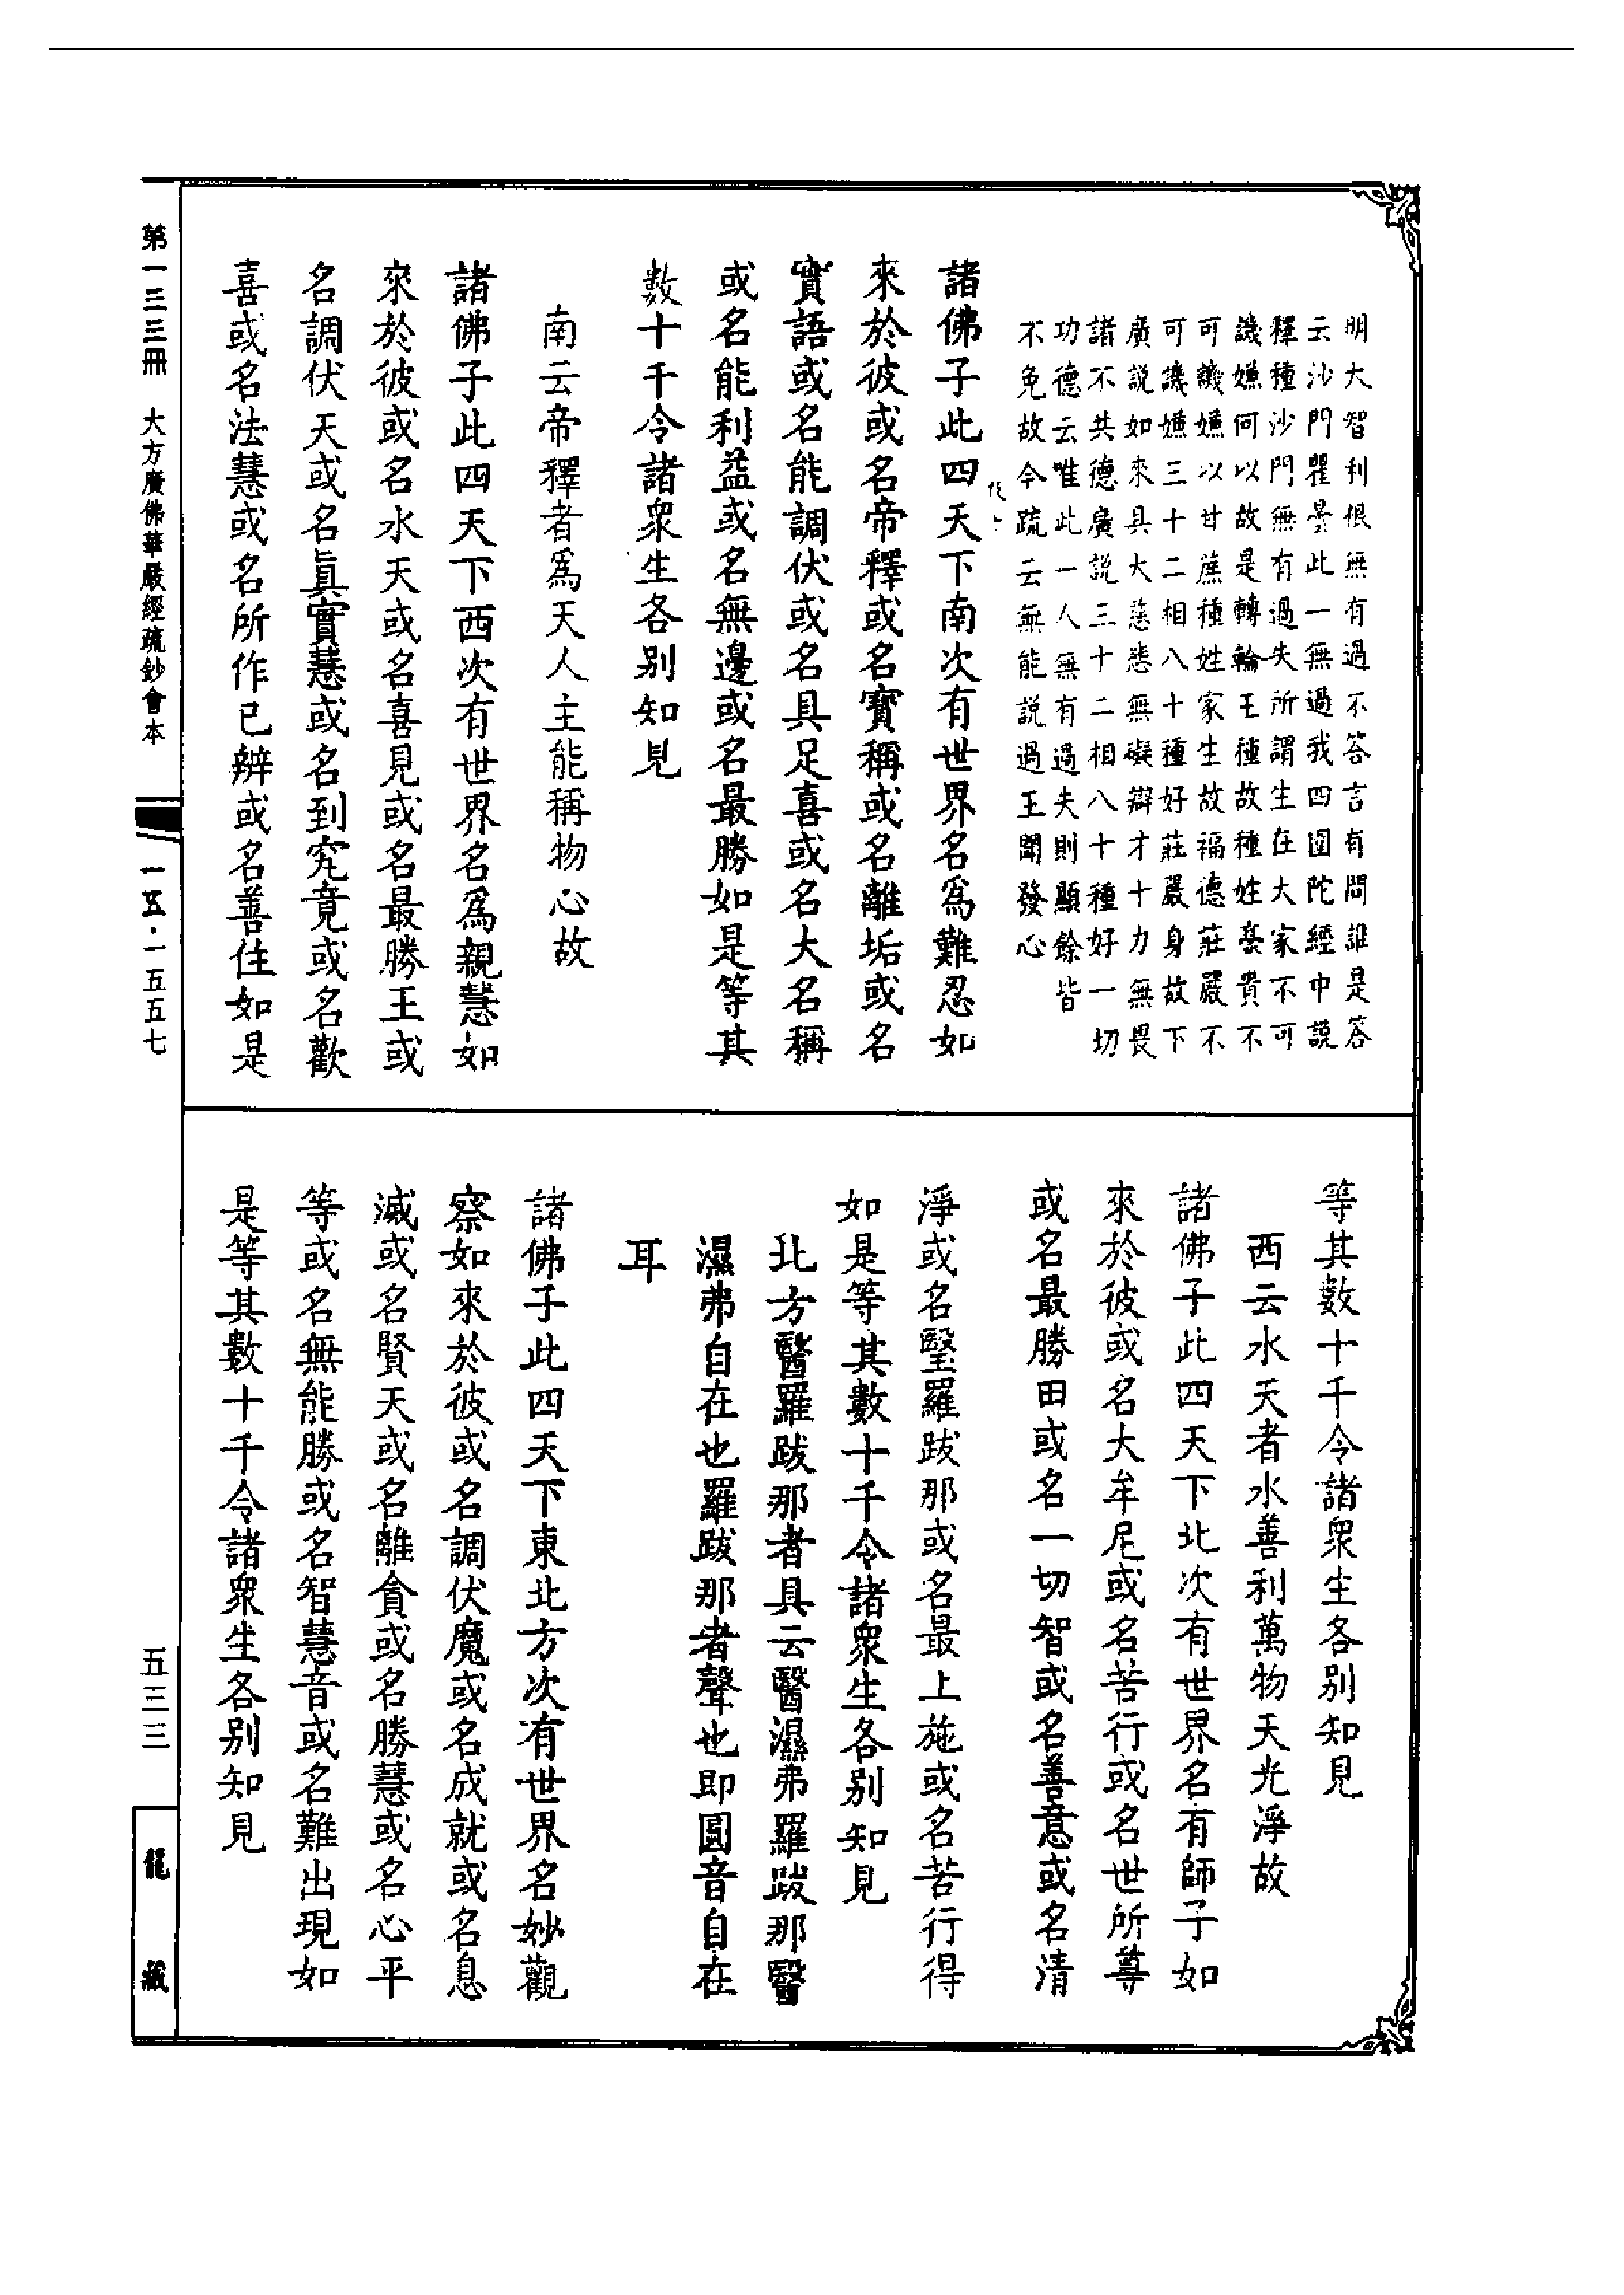 明大智利根無有過不答言有問誰是答
云沙門瞿曇此一無過我四圍陀經中說
釋種沙門無有過失所謂生在大家不可
譏嫌何以故是轉輪王種故種姓豪貴不
可譏嫌以甘蔗種姓家生故福德莊嚴不
可譏嫌三十二相八十種好莊嚴身故下
廣說如來具大慈悲無礙辯才十力無畏
諸不共德廣說三十二相八十種好一切
功德云唯此一人無有過失則顯餘皆
不免故今疏云無能說過王聞發心
諸佛子此四天下南次有世界名爲難忍如
來於彼或名帝釋或名寶稱或名離垢或名
實語或名能調伏或名具足喜或名大名稱
或名能利益或名無邊或名最勝如是等其
數十千令諸衆生各別知見
南云帝釋者爲天人主能稱物心故
諸佛子此四天下西次有世界名爲親慧如
來於彼或名水天或名喜見或名最勝王或
名調伏天或名眞實慧或名到究竟或名歡
喜或名法慧或名所作已辨或名善住如是
等其數十千令諸衆生各別知見
西云水天者水善利萬物天光淨故
諸佛子此四天下北次有世界名有師子如
來於彼或名大牟尼或名苦行或名世所尊
或名最勝田或名一切智或名善意或名清
淨或名瑿羅跋那或名最上施或名苦行得
如是等其數十千令諸衆生各別知見
北方醫羅跋那者具云醫濕弗羅跋那醫
濕弗自在也羅跋那者聲也即圓音自在
耳
諸佛子此四天下東北方次有世界名妙觀
察如來於彼或名調伏魔或名成就或名息
滅或名賢天或名離貪或名勝慧或名心平
等或名無能勝或名智慧音或名難出現如
是等其數十千令諸衆生各別知見
第一三三冊 大方廣佛華嚴經疏鈔會本
一五·一五五七
五三三
龍藏